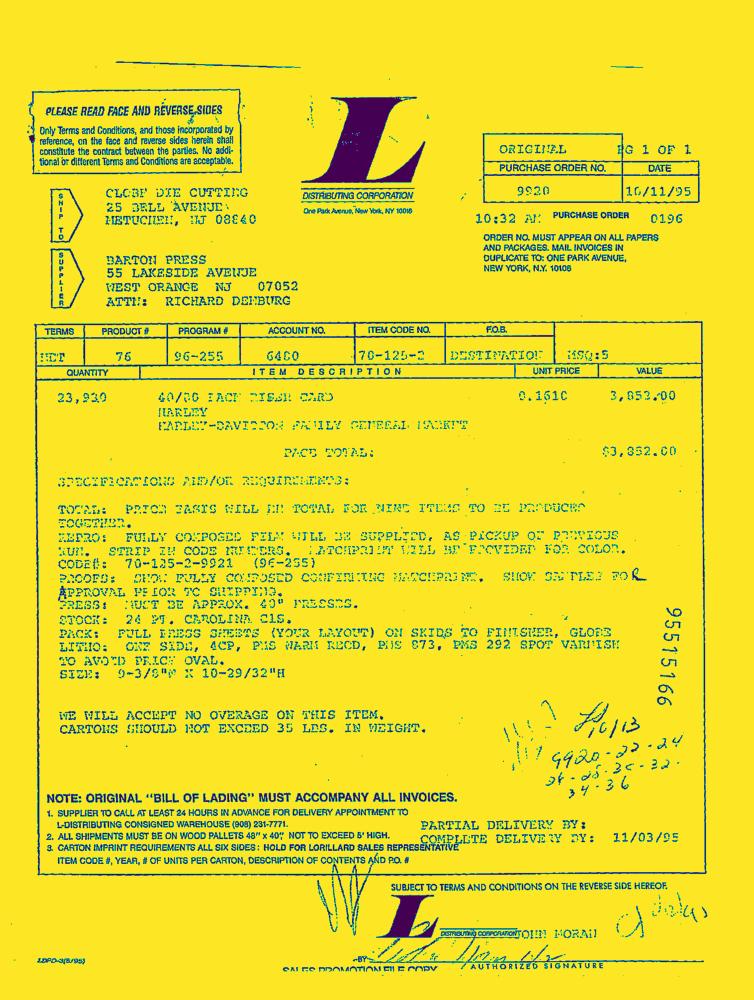 PLEASE READ FACE AND REVERSE SIDES
Only Terms and Conditions, and those incorporated by
reference, on the face and reverse sides herein shall
constitute the contract between the parties. No addi-
tional or different Terms and Conditions are acceptable.
L
DISTRIBUTING CORPORATION
One Park Avenue, New York, NY 10016
ORIGINAL PG 1 OF 1
PURCHASE ORDER NO. DATE
9920 10/11/95
10:32 AM PURCHASE ORDER 0196
ORDER NO. MUST APPEAR ON ALL PAPERS
AND PACKAGES. MAIL INVOICES IN
DUPLICATE TO: ONE PARK AVENUE,
NEW YORK, N.Y. 10106
SHIP TO
DIE CUTTING
25 BELL AVENUE
METUCHEN, NJ 08840
SUPPLIER
BARTON PRESS
55 LAKESIDE AVENUE
WEST ORANGE NJ 07052
ATTN: RICHARD DEMBURG
TERMS PRODUCT # PROGRAM # ACCOUNT NO. ITEM CODE NO. F.O.B.
NET 76 96-255 6480 70-125-2 DESTINATION MSQ:5
QUANTITY ITEM DESCRIPTION UNIT PRICE VALUE
23,920 40/80 PACK RISER CARD 0.1610 3,852.00
HARLEY
HARLEY-DAVIDSON FAMILY GENERAL MARKET
PAGE TOTAL: $3,852.00
SPECIFICATIONS AND/OR REQUIREMENTS:
TOTAL: PRICE BASIS WILL BE TOTAL FOR NINE ITEMS TO BE PRODUCED
TOGETHER.
REPRO: FULLY COMPOSED FILM WILL BE SUPPLIED, AS PICKUP OF PREVIOUS
RUN. STRIP IN CODE NUMBERS. MATCHPRINT WILL BE PROVIDED FOR COLOR.
CODE#: 70-125-2-9921 (96-255)
PROOFS: SHOW FULLY COMPOSED CONFIRMING MATCHPRINT. SHOW SAMPLES FOR
APPROVAL PRIOR TO SHIPPING.
PRESS: MUST BE APPROX. 40" PRESSES.
STOCK: 24 PT. CAROLINA C1S.
PACK: FULL PRESS SHEETS (YOUR LAYOUT) ON SKIDS TO FINISHER, GLOBE
LITHO: ONE SIDE, 4CP, PMS WARM RED, PMS 873, PMS 292 SPOT VARNISH
TO AVOID PRICE OVAL.
SIZE: 9-3/8"W X 10-29/32"H
95515166
WE WILL ACCEPT NO OVERAGE ON THIS ITEM.
CARTONS SHOULD NOT EXCEED 35 LBS. IN WEIGHT.
9920-22-24
34-36
NOTE: ORIGINAL "BILL OF LADING" MUST ACCOMPANY ALL INVOICES.
1. SUPPLIER TO CALL AT LEAST 24 HOURS IN ADVANCE FOR DELIVERY APPOINTMENT TO
L-DISTRIBUTING CONSIGNED WAREHOUSE (908) 231-7771.
2. ALL SHIPMENTS MUST BE ON WOOD PALLETS 48" x 40", NOT TO EXCEED 5' HIGH.
3. CARTON IMPRINT REQUIREMENTS ALL SIX SIDES: HOLD FOR LORILLARD SALES REPRESENTATIVE
ITEM CODE #, YEAR, # OF UNITS PER CARTON, DESCRIPTION OF CONTENTS AND P.O. #
PARTIAL DELIVERY BY:
COMPLETE DELIVERY BY: 11/03/95
SUBJECT TO TERMS AND CONDITIONS ON THE REVERSE SIDE HEREOF.
L
DISTRIBUTING CORPORATION JOHN MORAN
BY
AUTHORIZED SIGNATURE
LDPO-3(5/95)
SALES PROMOTION FILE COPY